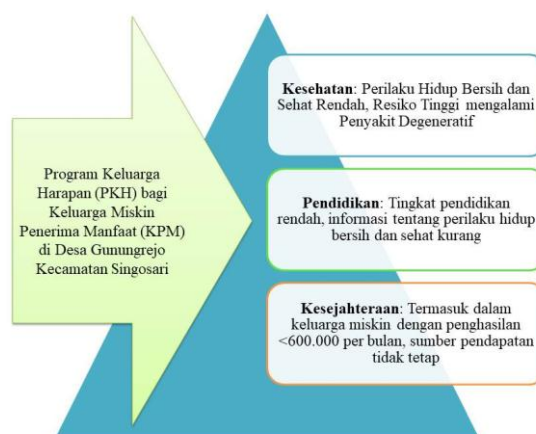 Program Keluarga
Harapan (PKH) bagi
Keluarga Miskin
Penerima Manfaat (KPM)
di Desa Gunungrejo
Kecamatan Singosari
Kesehatan: Perilaku Hidup Bersih dan
Sehat Rendah, Resiko Tinggi mengalami
Penyakit Degeneratif
Pendidikan: Tingkat pendidikan
rendah, informasi tentang perilaku hidup
bersih dan sehat kurang
Kesejahteraan: Termasuk dalam
keluarga miskin dengan penghasilan
<600.000 per bulan, sumber pendapatan
tidak tetap